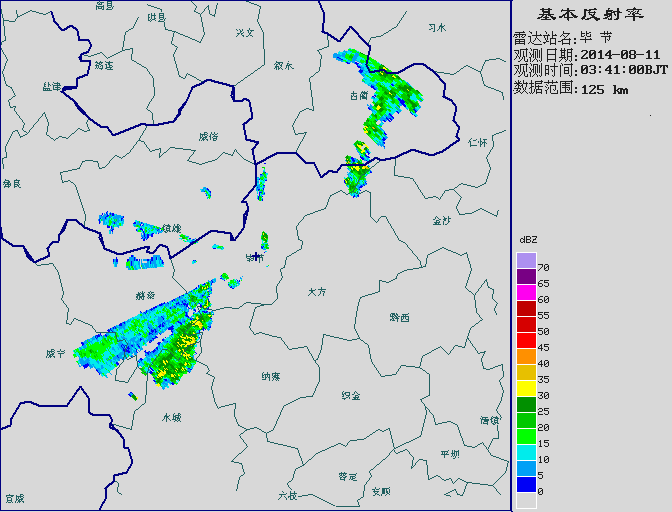 基本反射率
雷达站名:毕 节
观测日期:2014-08-11
观测时间:03:41:00BJT
数据范围:125 km
高县
珙县
兴文
习水
筠连
叙水
盐津
古蔺
威信
仁怀
彝良
镇雄
金沙
毕节
赫章
大方
黔西
威宁
纳雍
织金
水城
清镇
平坝
普定
六枝
安顺
宣威
dBZ
70
65
60
55
50
45
40
35
30
25
20
15
10
5
0